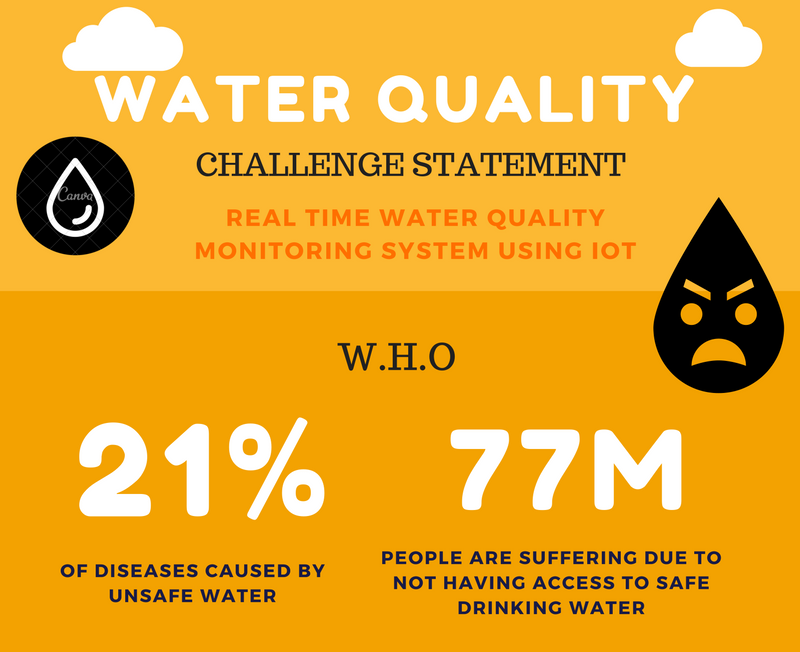 WATER QUALITY
CHALLENGE STATEMENT
Canva
REAL TIME WATER QUALITY
MONITORING SYSTEM USING IOT
W.H.O
21%
OF DISEASES CAUSED BY
UNSAFE WATER
77M
PEOPLE ARE SUFFERING DUE TO
NOT HAVING ACCESS TO SAFE
DRINKING WATER